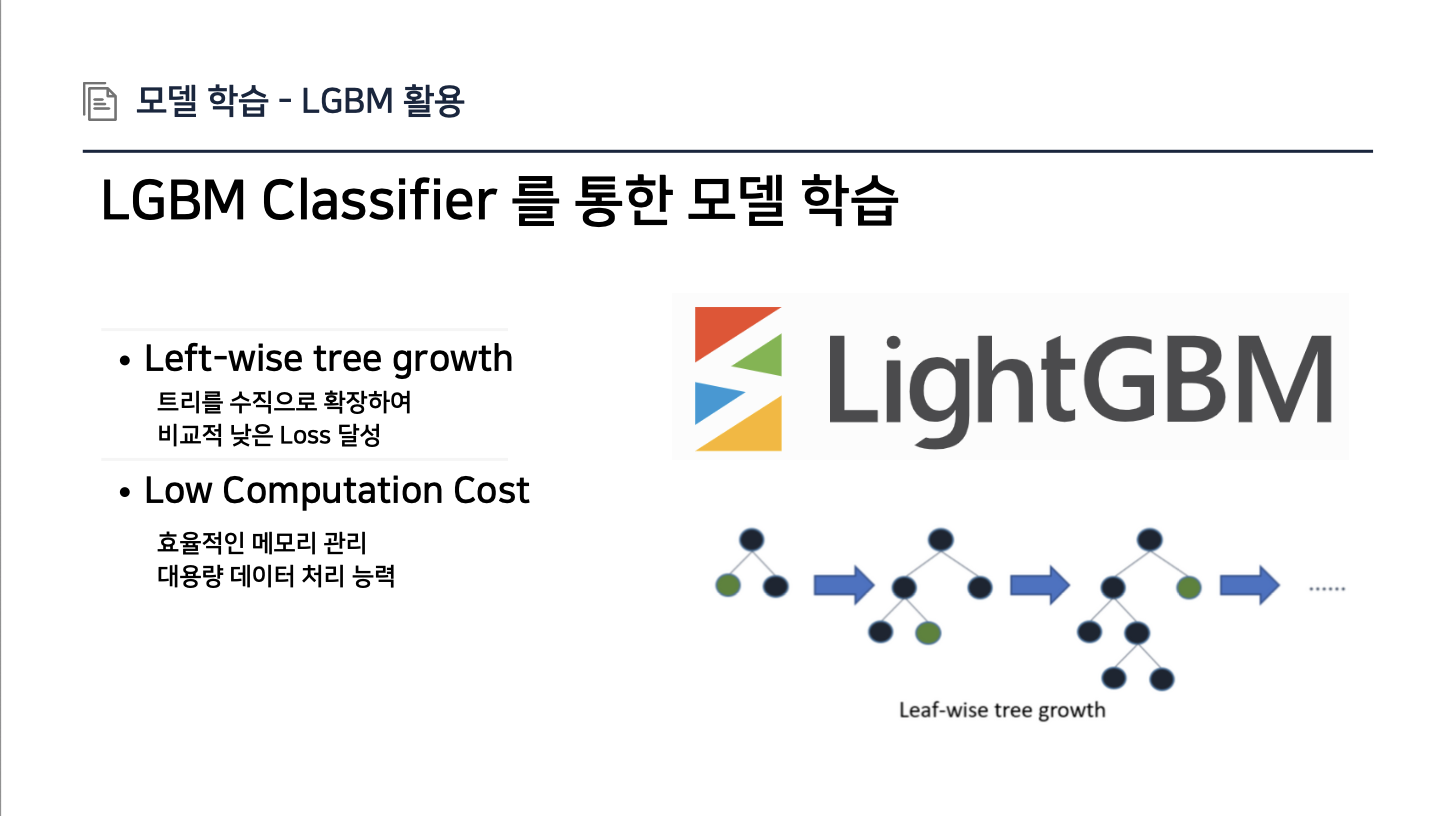 모델 학습 - LGBM 활용
LGBM Classifier 를 통한 모델 학습
• Left-wise tree growth
트리를 수직으로 확장하여
비교적 낮은 Loss 달성
• Low Computation Cost
효율적인 메모리 관리
대용량 데이터 처리 능력
LightGBM
......
Leaf-wise tree growth